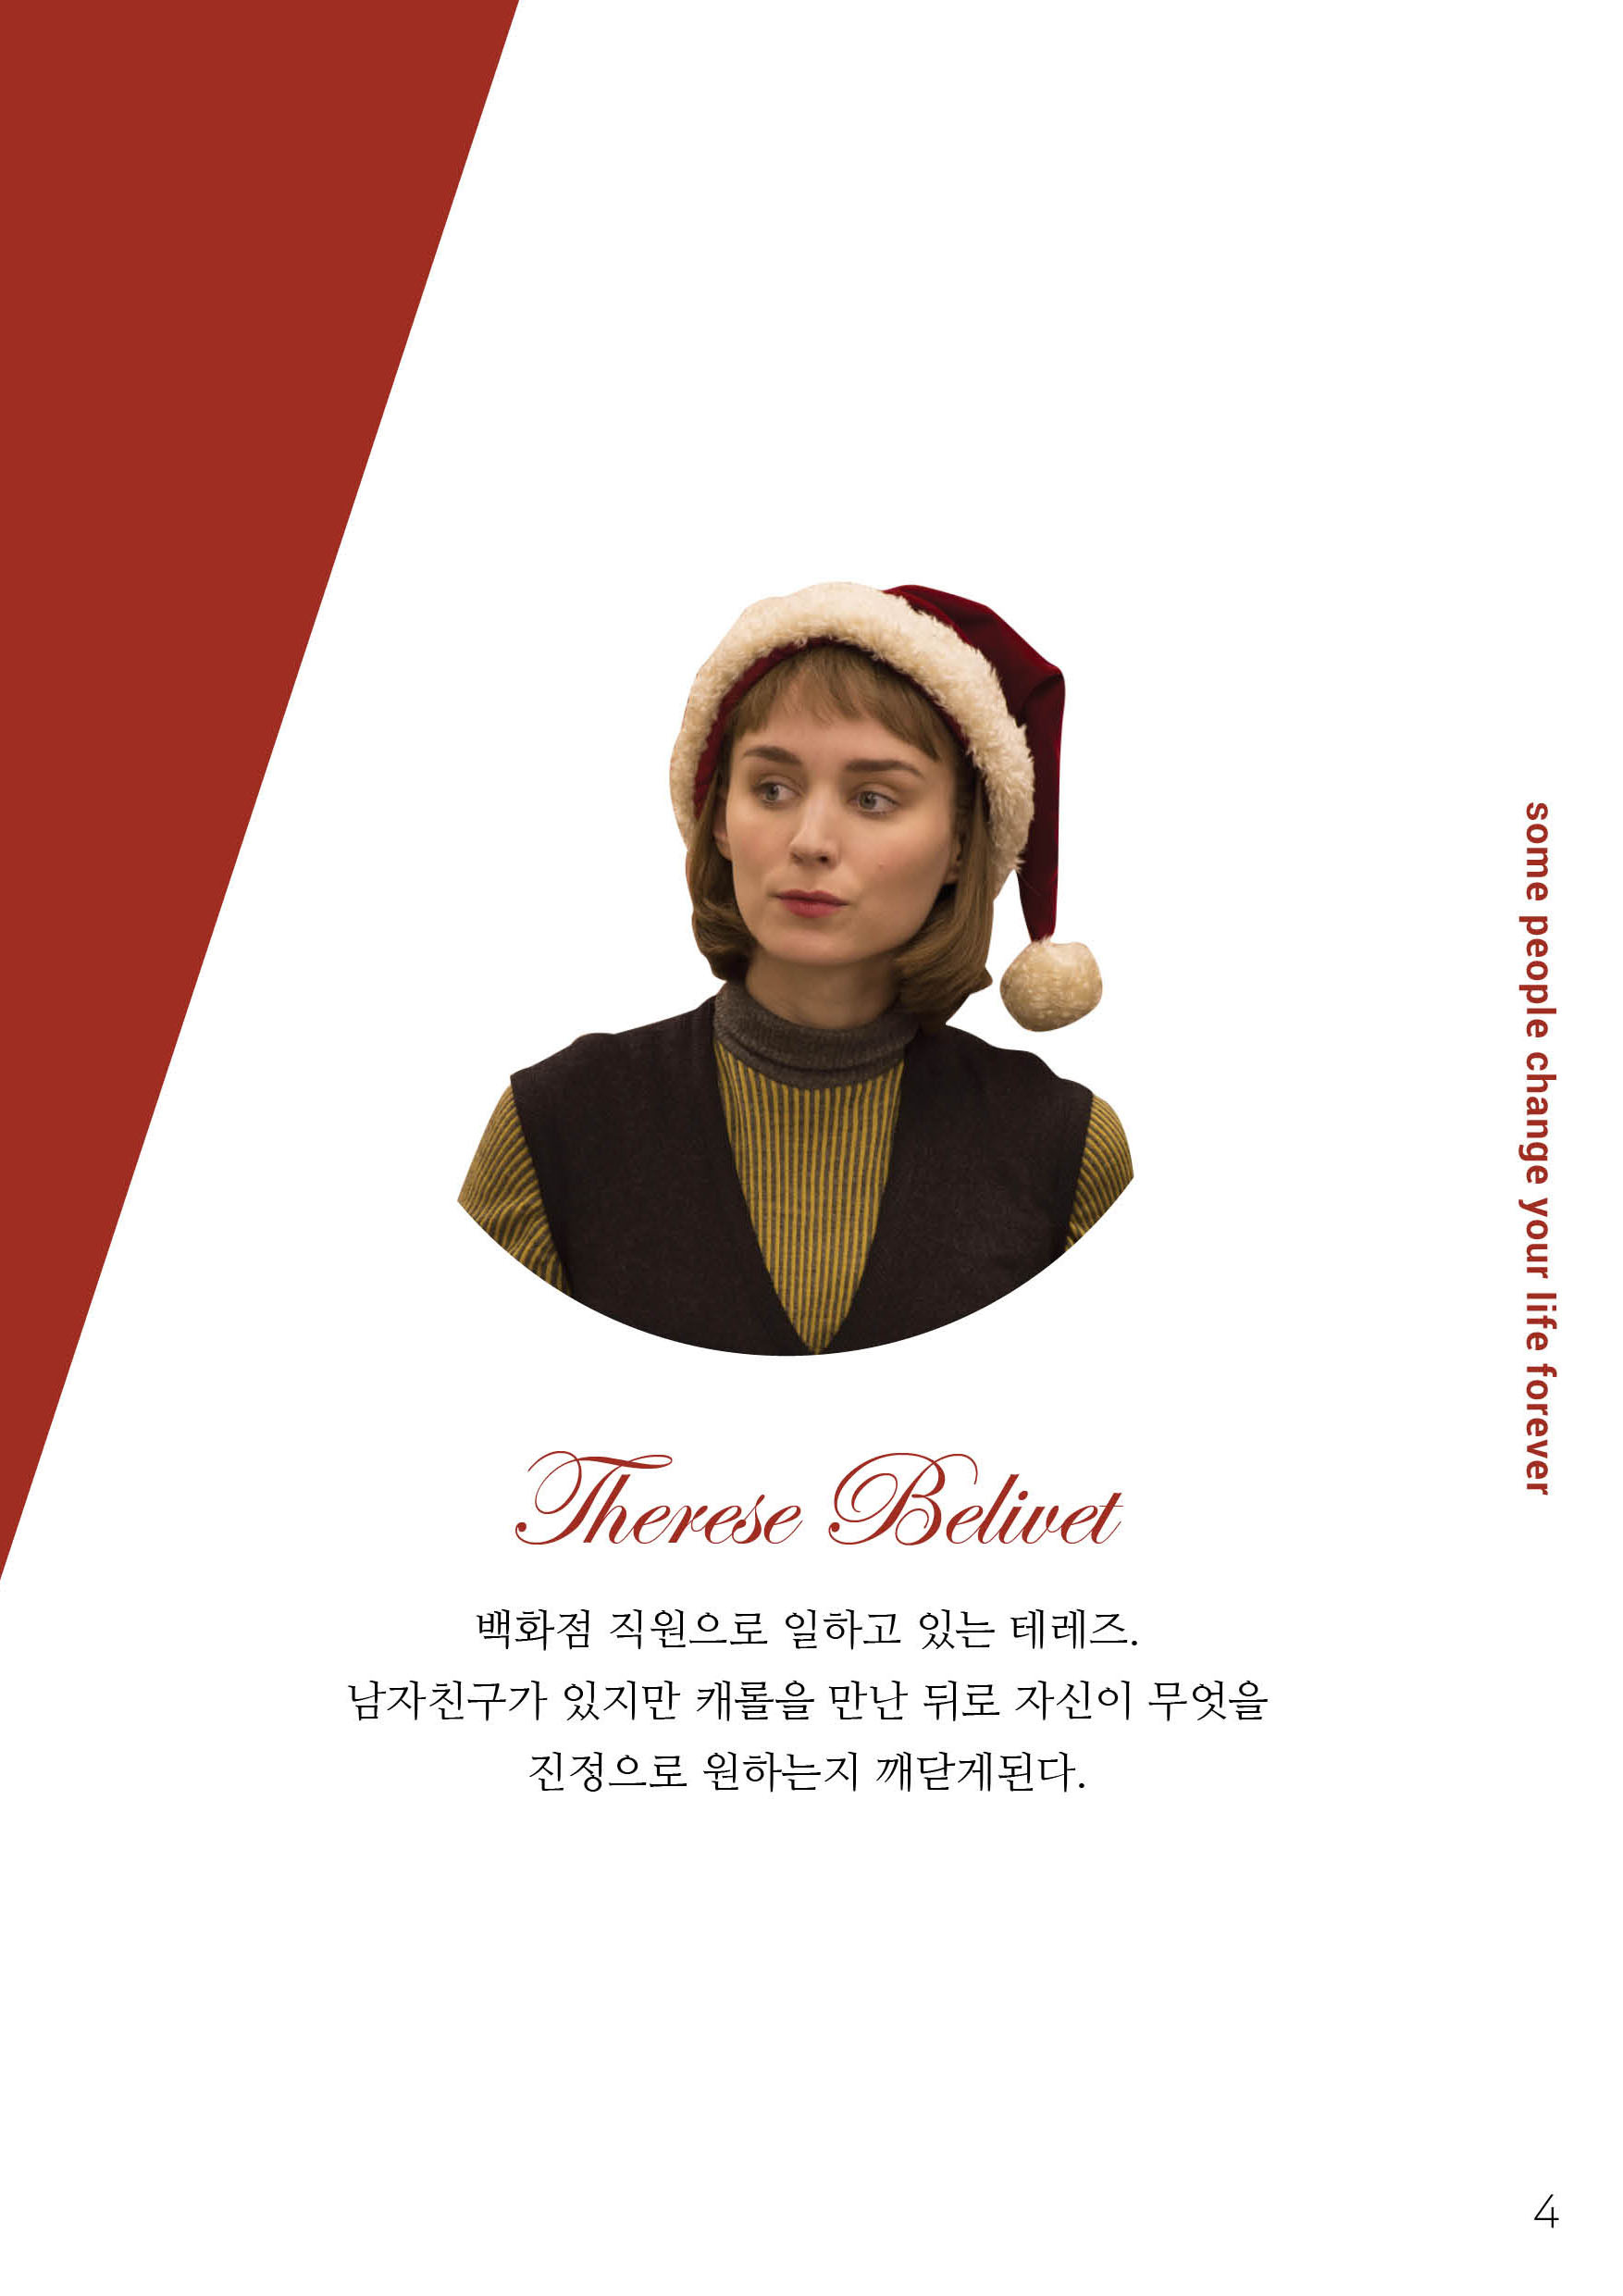 some people change your life forever
Therese Belivet
백화점 직원으로 일하고 있는 테레즈.
남자친구가 있지만 캐롤을 만난 뒤로 자신이 무엇을
진정으로 원하는지 깨닫게된다.
4